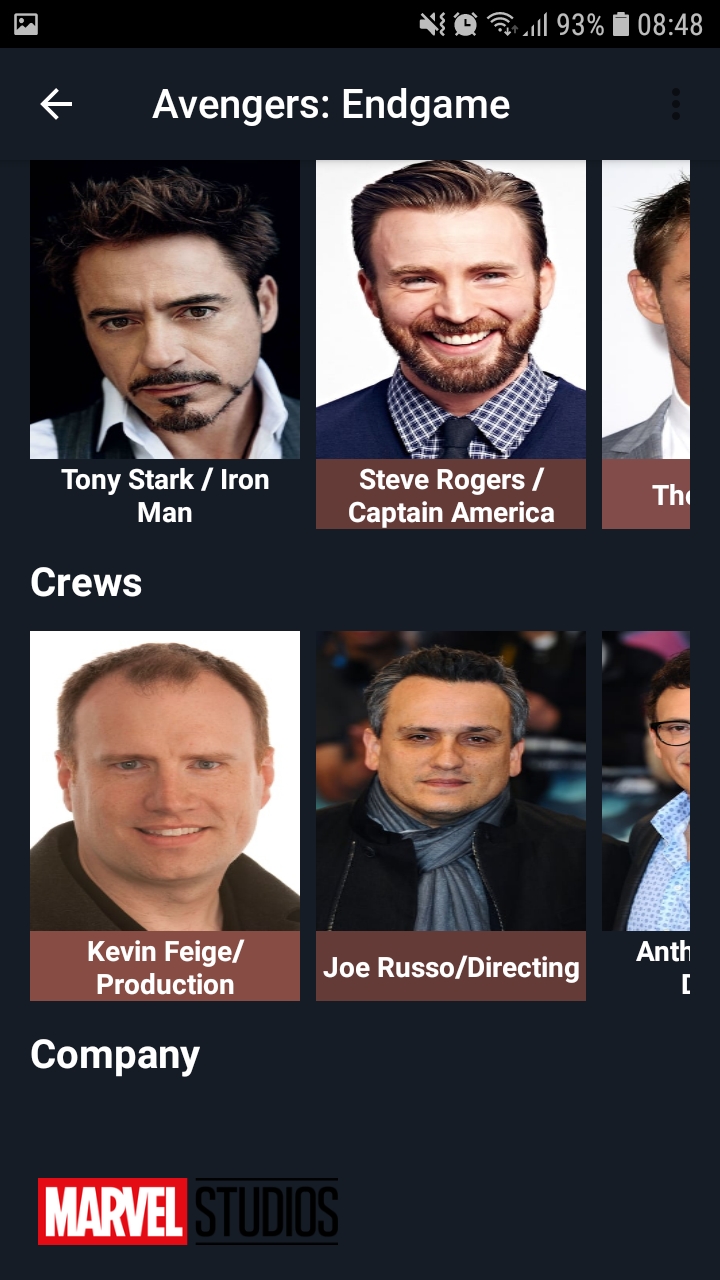 93% 08:48
Avengers: Endgame
Tony Stark / Iron
Man
Steve Rogers /
Captain America
Crews
Kevin Feige/
Production
Joe Russo/Directing
Anth
Company
MARVEL STUDIOS